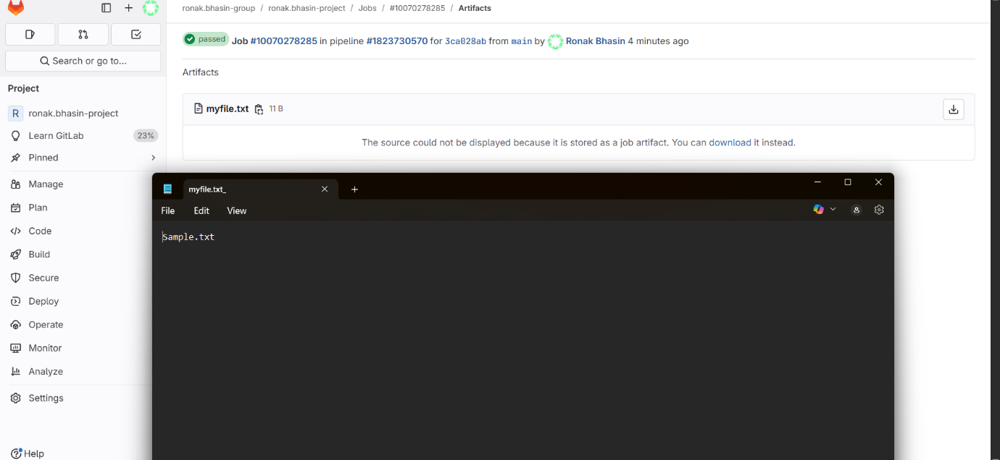 ronak.bhasin-group / ronak.bhasin-project / Jobs / #10070278285 / Artifacts
passed Job #10070278285 in pipeline #1823730570 for 3ca028ab from main by Ronak Bhasin 4 minutes ago
Search or go to...
Artifacts
Project
myfile.txt 11 B
R ronak.bhasin-project
Learn GitLab 23%
The source could not be displayed because it is stored as a job artifact. You can download it instead.
Pinned
Manage
Plan
Code
Build
Secure
Deploy
Operate
Monitor
Analyze
Settings
Help
myfile.txt_
File Edit View
Sample.txt